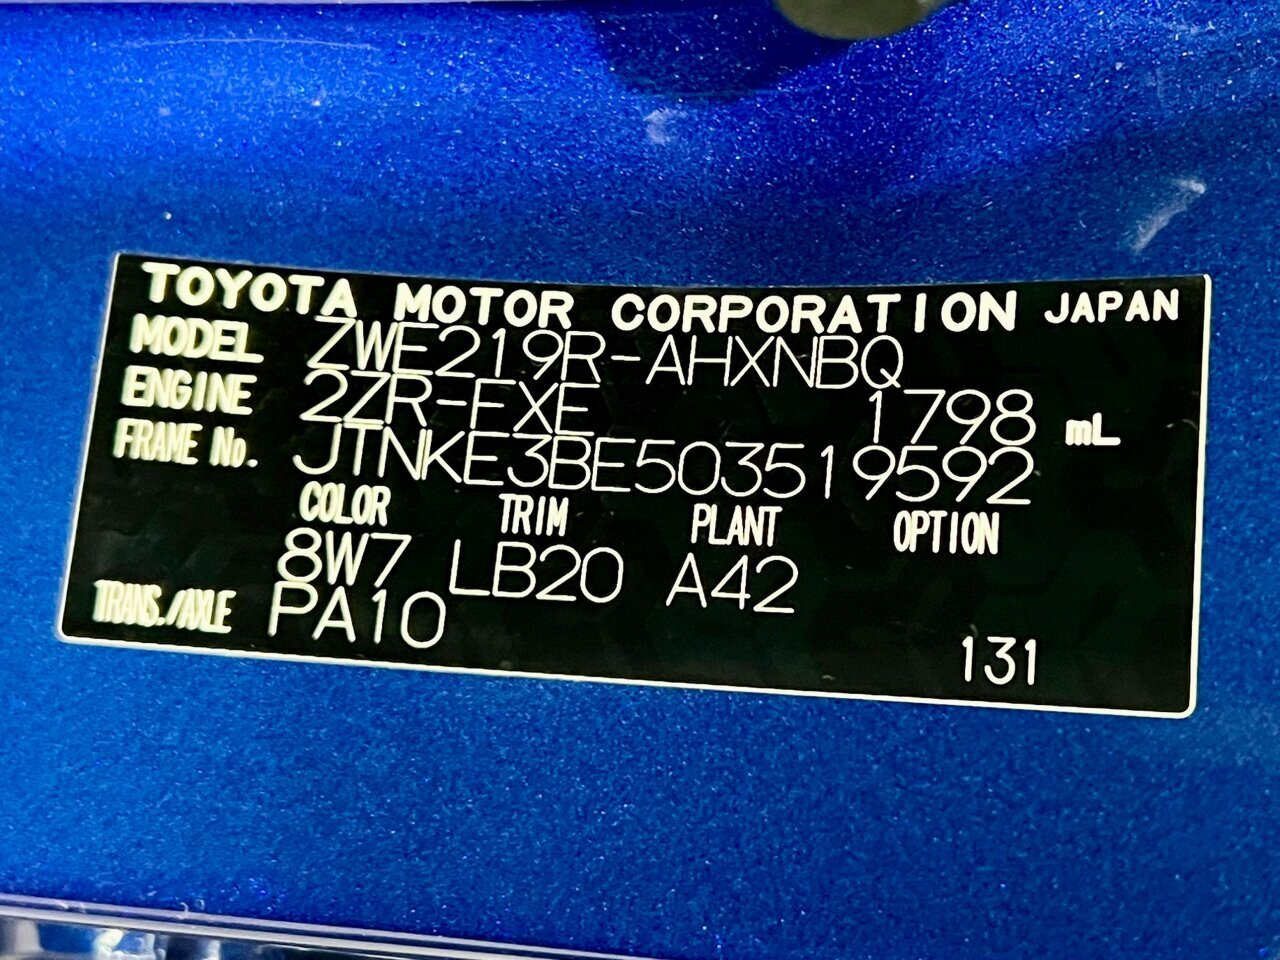 TOYOTA MOTOR CORPORATION JAPAN
MODEL ZWE219R-AHXNBQ
ENGINE 2ZR-FXE 1798 mL
FRAME No. JTNKE3BE503519592
COLOR TRIM PLANT OPTION
8W7 LB20 A42
TRANS./AXLE PA10
131